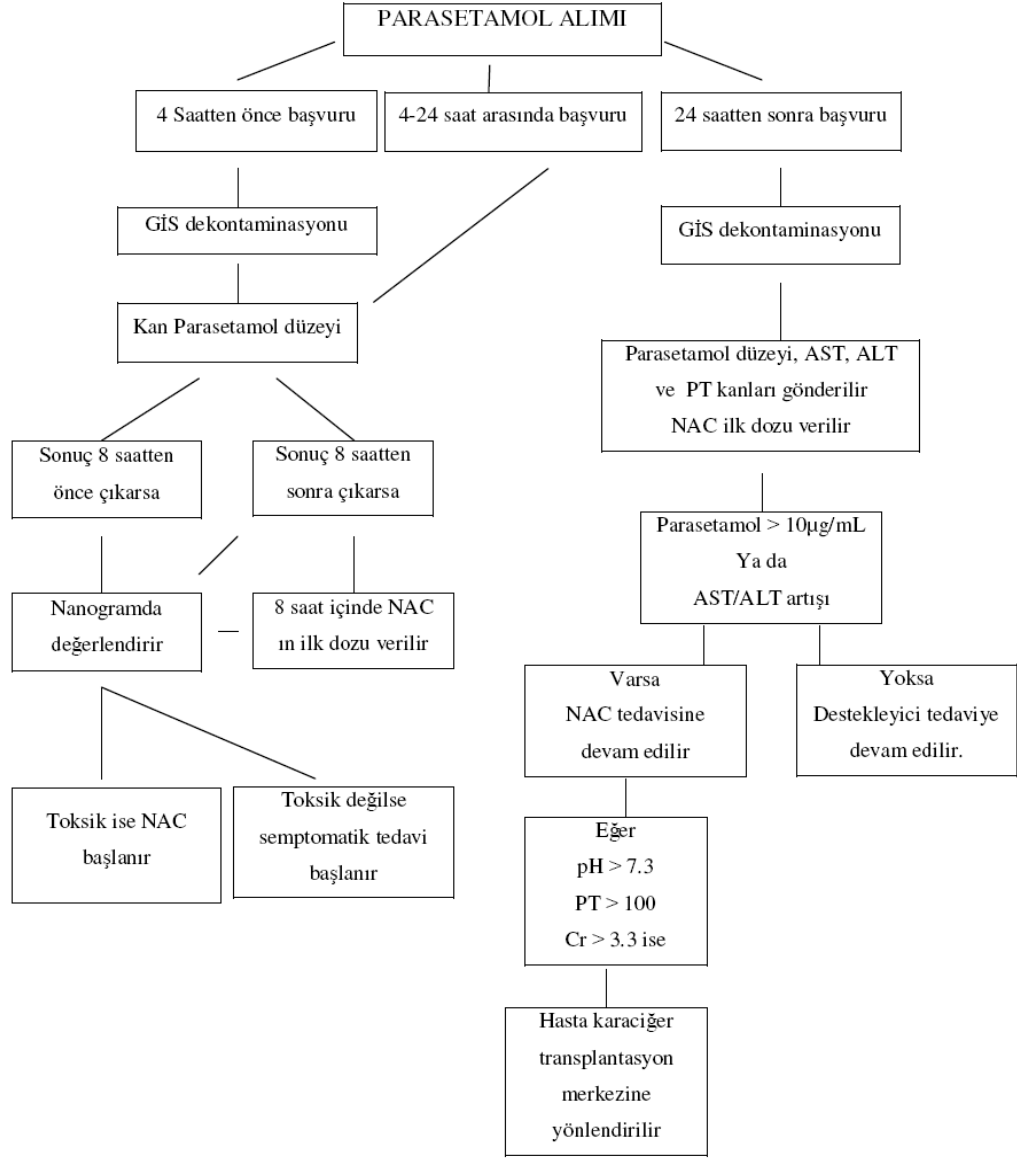 PARASETAMOL ALIMI
4 Saatten önce başvuru
4-24 saat arasında başvuru
24 saatten sonra başvuru
GİS dekontaminasyonu
GİS dekontaminasyonu
Kan Parasetamol düzeyi
Parasetamol düzeyi, AST, ALT
ve PT kanları gönderilir
NAC ilk dozu verilir
Sonuç 8 saatten
önce çıkarsa
Sonuç 8 saatten
sonra çıkarsa
Parasetamol > 10µg/mL
Ya da
AST/ALT artışı
Nanogramda
değerlendirir
8 saat içinde NAC
ın ilk dozu verilir
Varsa
NAC tedavisine
devam edilir
Yoksa
Destekleyici tedaviye
devam edilir.
Toksik ise NAC
başlanır
Toksik değilse
semptomatik tedavi
başlanır
Eğer
pH > 7.3
PT > 100
Cr > 3.3 ise
Hasta karaciğer
transplantasyon
merkezine
yönlendirilir